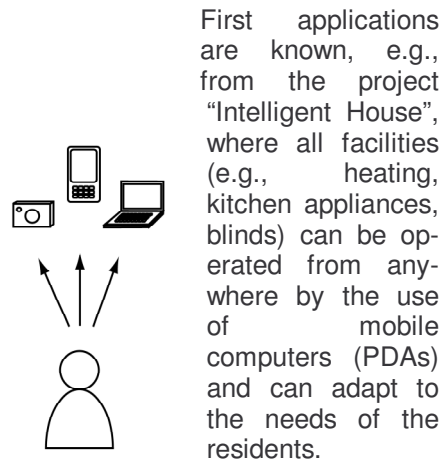 First applications
are known, e.g.,
from the project
“Intelligent House”,
where all facilities
(e.g., heating,
kitchen appliances,
blinds) can be op-
erated from any-
where by the use
of mobile
computers (PDAs)
and can adapt to
the needs of the
residents.